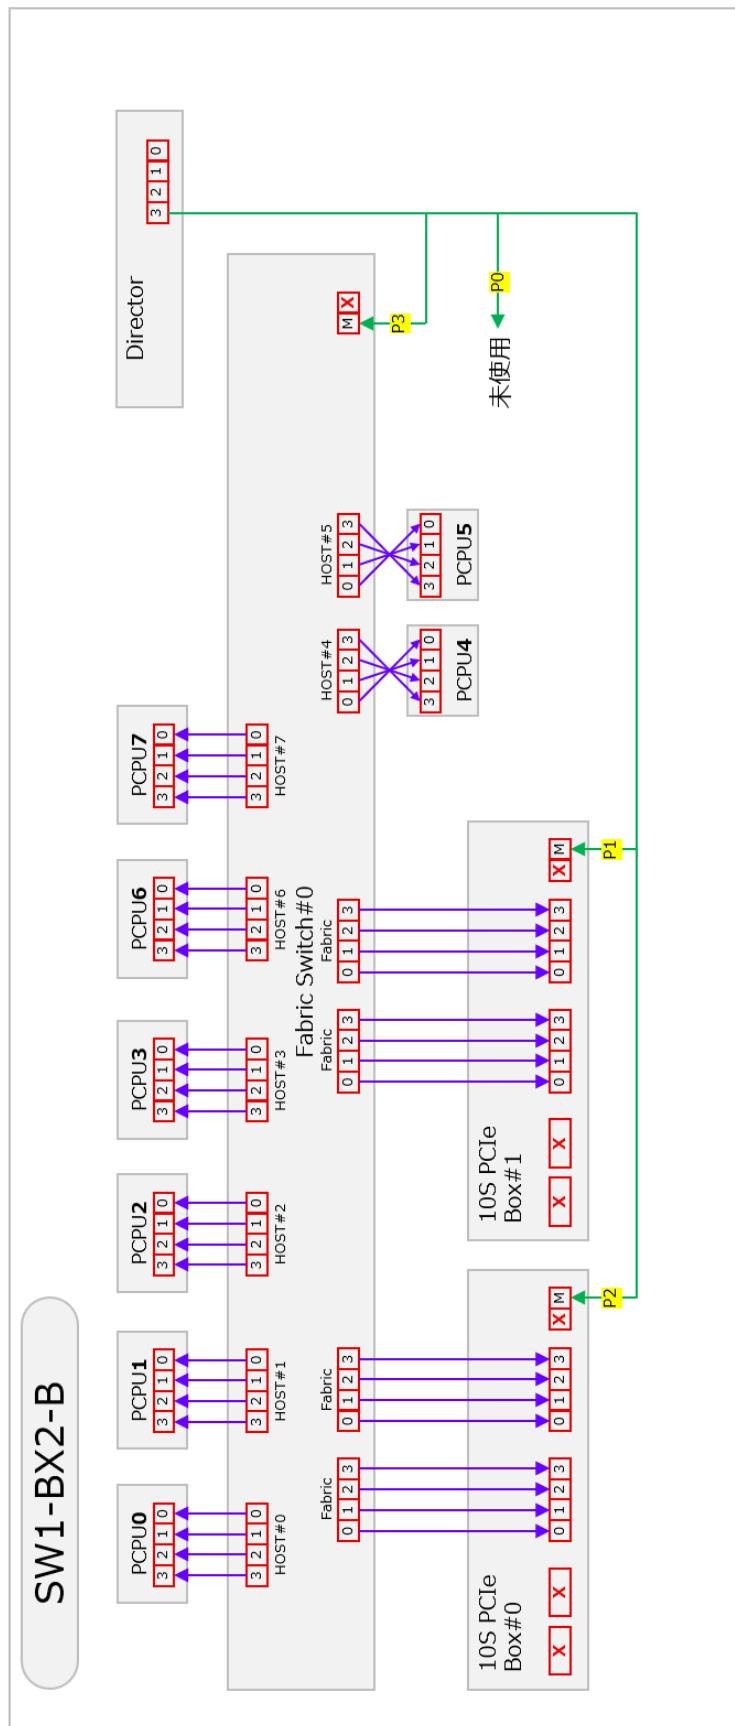 SW1-BX2-B
PCPU0 PCPU1 PCPU2 PCPU3 PCPU6 PCPU7 Director
3 2 1 0 3 2 1 0 3 2 1 0 3 2 1 0 3 2 1 0 3 2 1 0 3 2 1 0
3 2 1 0 3 2 1 0 3 2 1 0 3 2 1 0 3 2 1 0 3 2 1 0
HOST#0 HOST#1 HOST#2 HOST#3 HOST#6 HOST#7
Fabric Switch#0
Fabric Fabric Fabric Fabric HOST#4 HOST#5
0 1 2 3 0 1 2 3 0 1 2 3 0 1 2 3 0 1 2 3 0 1 2 3 M X
P3
3 2 1 0 3 2 1 0
PCPU4 PCPU5
未使用 P0
10S PCIe
Box#0
X X 0 1 2 3 0 1 2 3 X M
P2
10S PCIe
Box#1
X X 0 1 2 3 0 1 2 3 X M
P1